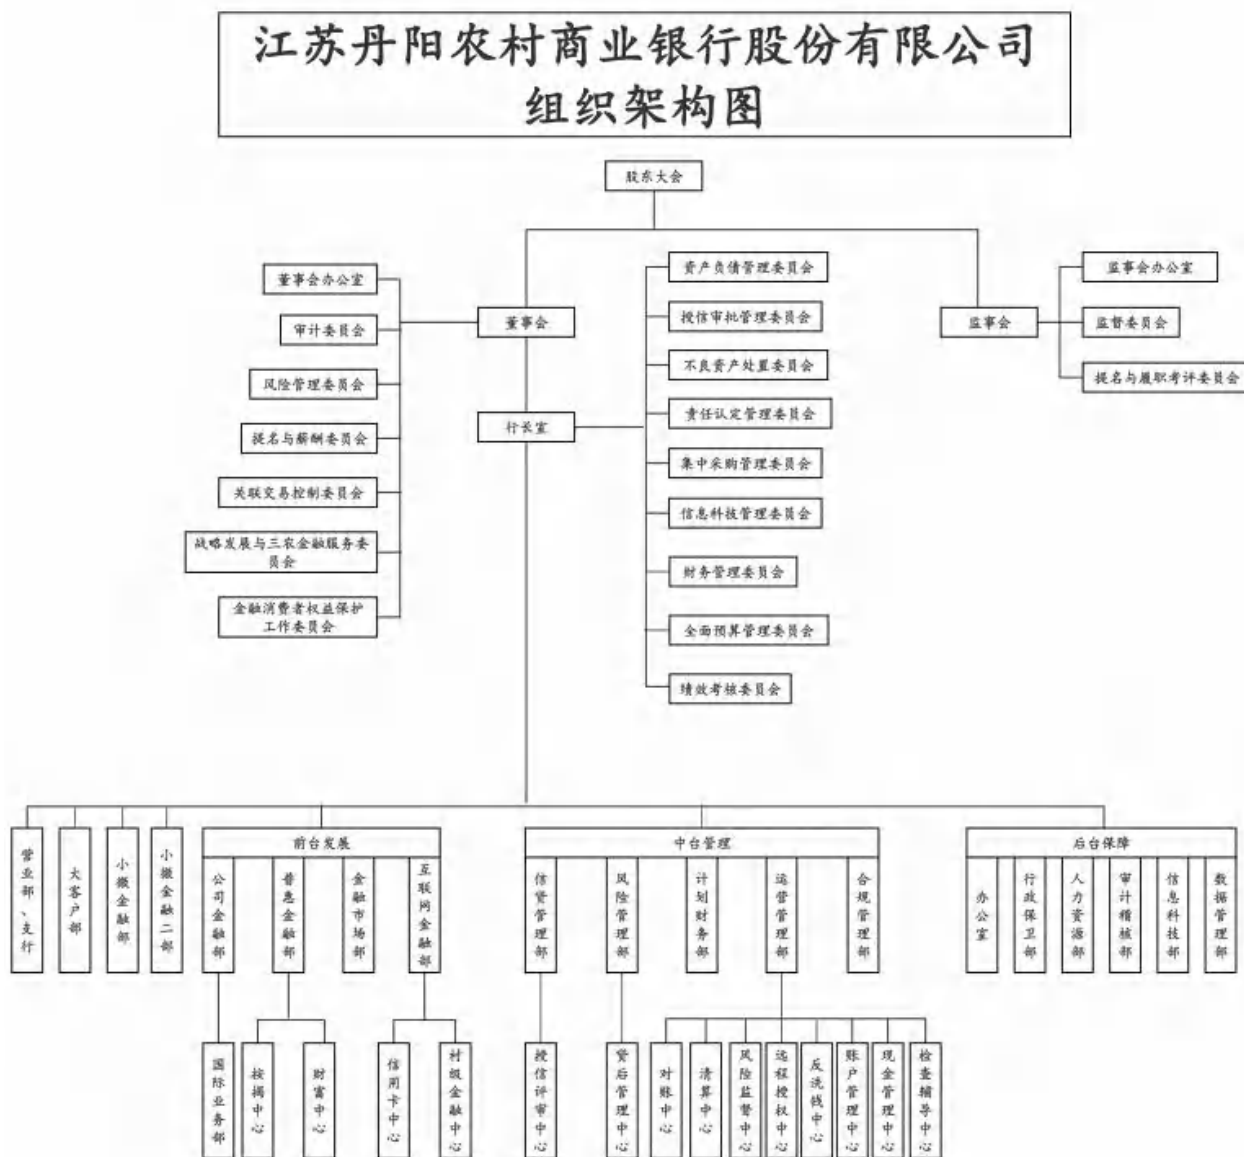 江苏丹阳农村商业银行股份有限公司
组织架构图
股东大会
董事会办公室
审计委员会
风险管理委员会
提名与薪酬委员会
关联交易控制委员会
战略发展与三农金融服务委
员会
金融消费者权益保护
工作委员会
董事会
行长室
资产负债管理委员会
授信审批管理委员会
不良资产处置委员会
责任认定管理委员会
集中采购管理委员会
信息科技管理委员会
财务管理委员会
全面预算管理委员会
绩效考核委员会
监事会
监事会办公室
监督委员会
提名与履职考评委员会
营业部、支行
大客户部
小微金融部
小微金融二部
前台发展
公司金融部
普惠金融部
金融市场部
互联网金融部
中台管理
信贷管理部
风险管理部
计划财务部
运营管理部
合规管理部
后台保障
办公室
行政保卫部
人力资源部
审计稽核部
信息科技部
数据管理部
国际业务部
按揭中心
财富中心
信用卡中心
村级金融中心
授信评审中心
贷后管理中心
对账中心
清算中心
风险监督中心
远程授权中心
反洗钱中心
账户管理中心
现金管理中心
检查辅导中心